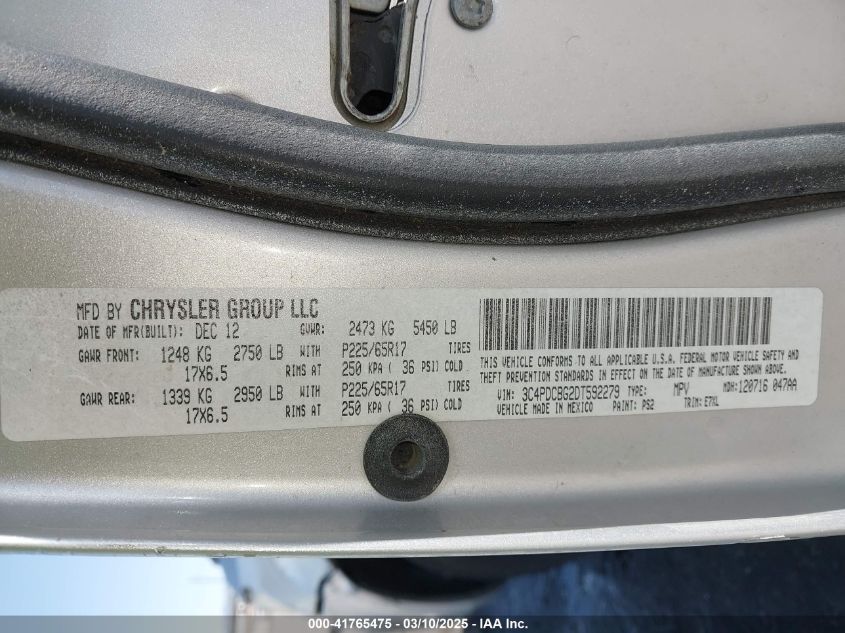 MFD BY CHRYSLER GROUP LLC
DATE OF MFR(BUILT): DEC 12 GVWR: 2473 KG 5450 LB
GAWR FRONT: 1248 KG 2750 LB WITH P225/65R17 TIRES
17X6.5 RIMS AT 250 KPA ( 36 PSI) COLD
GAWR REAR: 1339 KG 2950 LB WITH P225/65R17 TIRES
17X6.5 RIMS AT 250 KPA ( 36 PSI) COLD
THIS VEHICLE CONFORMS TO ALL APPLICABLE U.S.A. FEDERAL MOTOR VEHICLE SAFETY AND
THEFT PREVENTION STANDARDS IN EFFECT ON THE DATE OF MANUFACTURE SHOWN ABOVE.
VIN: 3C4PDCBG2DT592279 TYPE: MPV MDH:120716 047AA
VEHICLE MADE IN MEXICO PAINT: PS2 TRIM: E7XL
000-41765475 - 03/10/2025 - IAA Inc.